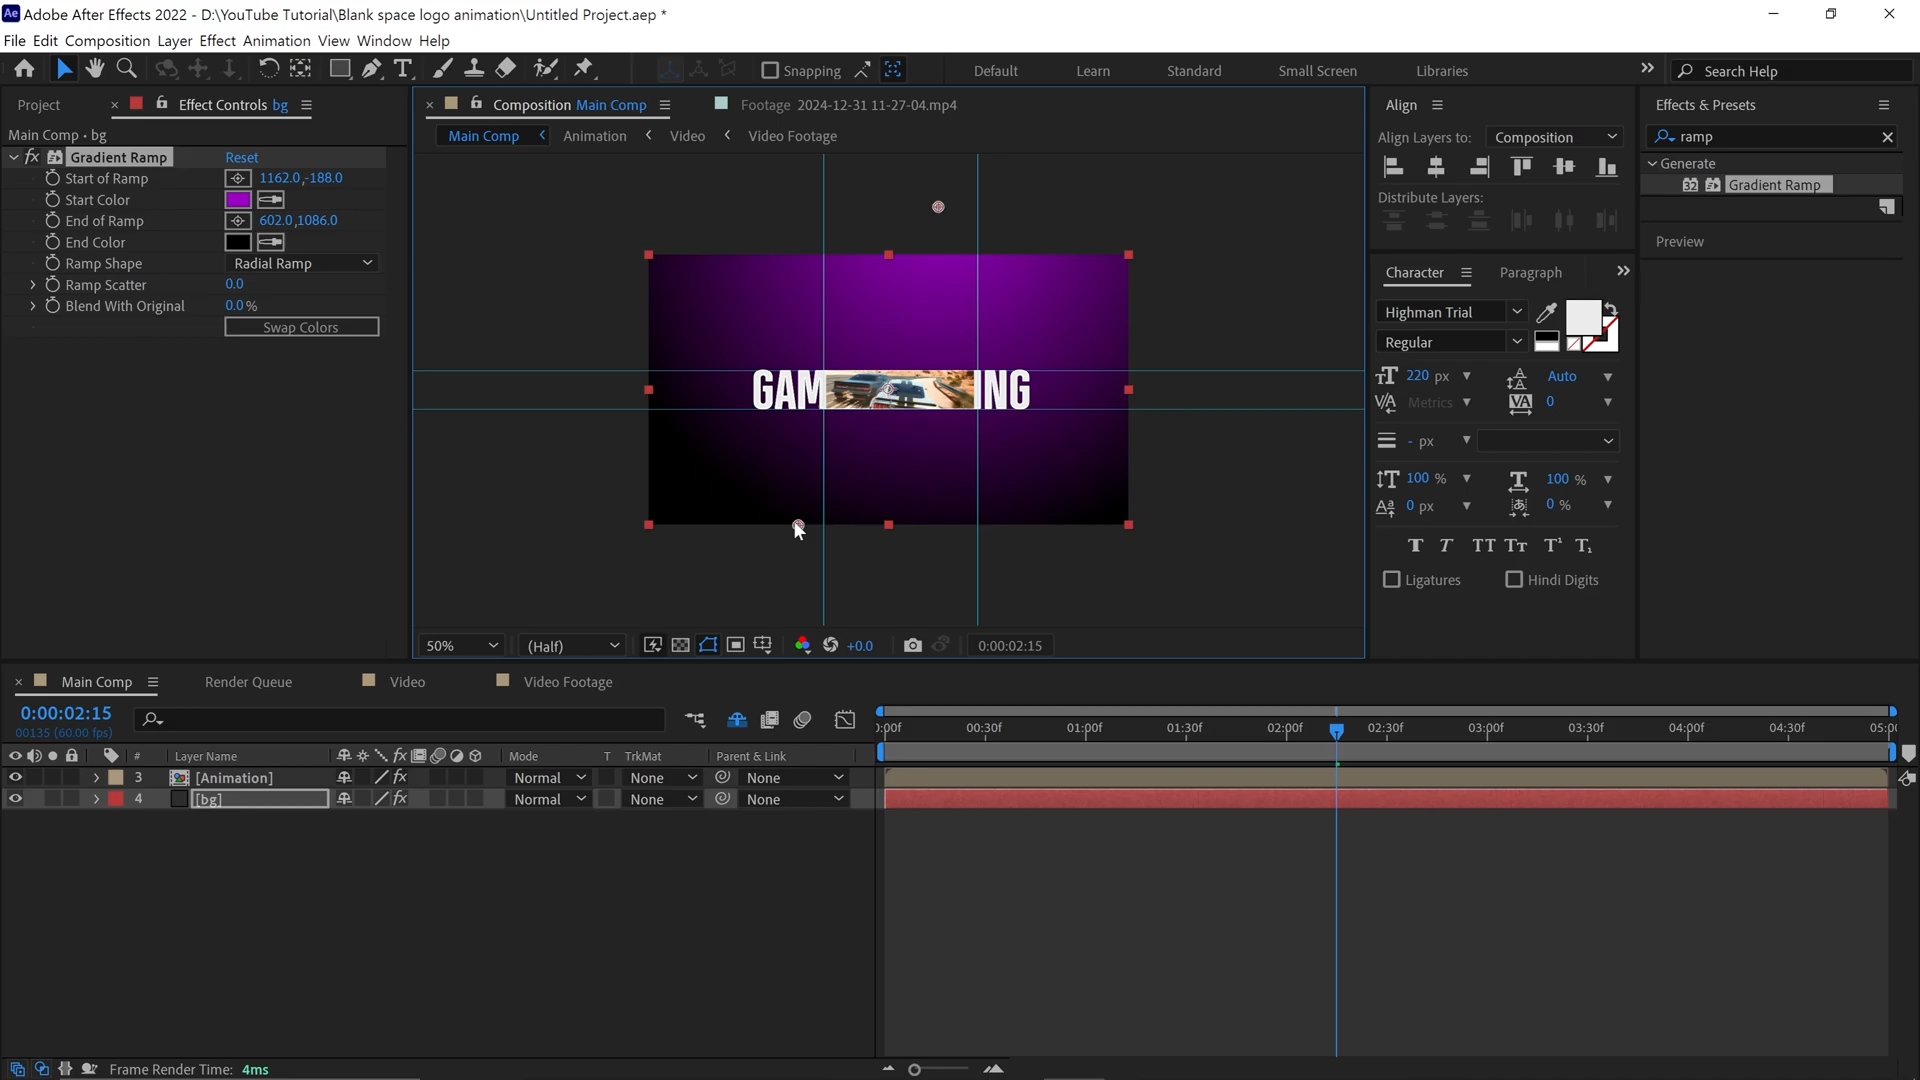 Adobe After Effects 2022 - D:\YouTube Tutorial\Blank space logo animation\Untitled Project.aep *
File Edit Composition Layer Effect Animation View Window Help
Snapping Default Learn Standard Small Screen Libraries » Search Help
Project × Effect Controls bg
Main Comp • bg
fx Gradient Ramp Reset
Start of Ramp 1162.0,-188.0
Start Color
End of Ramp 602.0,1086.0
End Color
Ramp Shape Radial Ramp
Ramp Scatter 0.0
Blend With Original 0.0 %
Swap Colors
× Composition Main Comp Footage 2024-12-31 11-27-04.mp4
Main Comp < Animation < Video < Video Footage
GAM ING
50% (Half) +0.0 0:00:02:15
Align
Align Layers to: Composition
Distribute Layers:
Character Paragraph »
Highman Trial
Regular
220 px Auto
Metrics 0
- px
100 % 100 %
0 px 0 %
T T TT Tt T¹ T₁
Ligatures Hindi Digits
Effects & Presets
ramp ×
Generate
32 Gradient Ramp
Preview
× Main Comp Render Queue Video Video Footage
0:00:02:15
00135 (60.00 fps)
# Layer Name fx Mode T TrkMat Parent & Link
3 [Animation] fx Normal None None
4 [bg] fx Normal None None
:00f 00:30f 01:00f 01:30f 02:00f 02:30f 03:00f 03:30f 04:00f 04:30f 05:00
Frame Render Time: 4ms